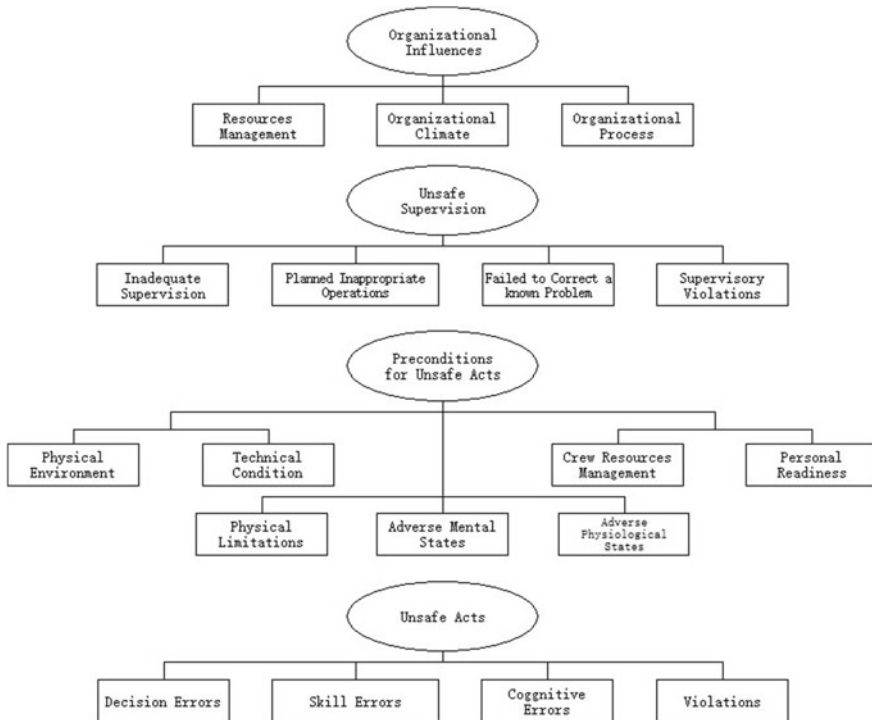 Organizational
Influences
Resources
Management
Organizational
Climate
Organizational
Process
Unsafe
Supervision
Inadequate
Supervision
Planned Inappropriate
Operations
Failed to Correct a
known Problem
Supervisory
Violations
Preconditions
for Unsafe Acts
Physical
Environment
Technical
Condition
Crew Resources
Management
Personal
Readiness
Physical
Limitations
Adverse Mental
States
Adverse
Physiological
States
Unsafe Acts
Decision Errors
Skill Errors
Coggnitive
Errors
Violations